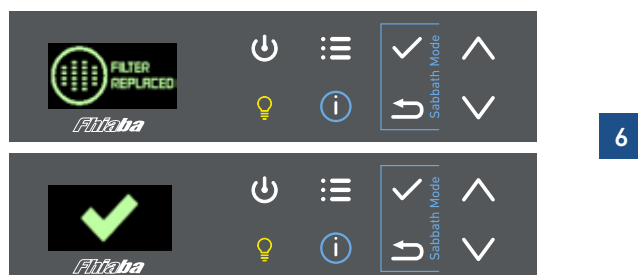 FILTER
REPLACED
Fhiaba
Sabbath Mode
6
Fhiaba
Sabbath Mode